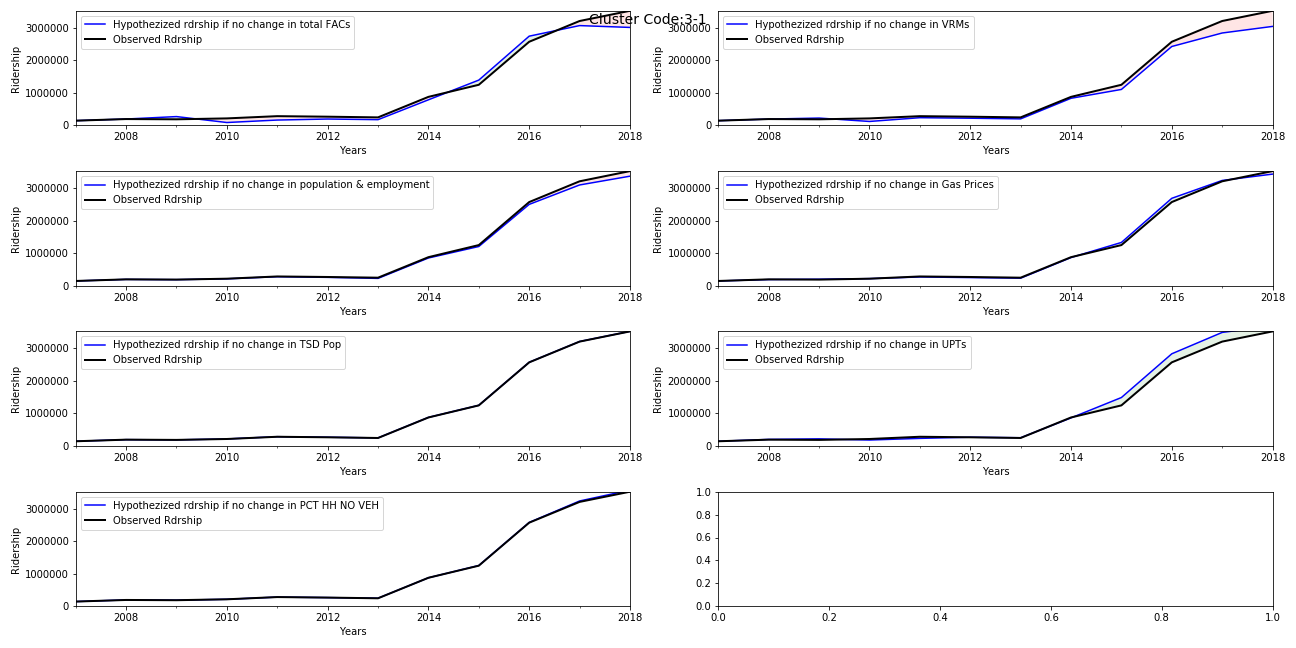 Cluster Code:3-1
Hypothezized rdrship if no change in total FACs
Observed Rdrship
Ridership
3000000
2000000
1000000
0
2008 2010 2012 2014 2016 2018
Years
Hypothezized rdrship if no change in VRMs
Observed Rdrship
Ridership
3000000
2000000
1000000
0
2008 2010 2012 2014 2016 2018
Years
Hypothezized rdrship if no change in population & employment
Observed Rdrship
Ridership
3000000
2000000
1000000
0
2008 2010 2012 2014 2016 2018
Years
Hypothezized rdrship if no change in Gas Prices
Observed Rdrship
Ridership
3000000
2000000
1000000
0
2008 2010 2012 2014 2016 2018
Years
Hypothezized rdrship if no change in TSD Pop
Observed Rdrship
Ridership
3000000
2000000
1000000
0
2008 2010 2012 2014 2016 2018
Years
Hypothezized rdrship if no change in UPTs
Observed Rdrship
Ridership
3000000
2000000
1000000
0
2008 2010 2012 2014 2016 2018
Years
Hypothezized rdrship if no change in PCT HH NO VEH
Observed Rdrship
Ridership
3000000
2000000
1000000
0
2008 2010 2012 2014 2016 2018
Years
1.0
0.8
0.6
0.4
0.2
0.0
0.0 0.2 0.4 0.6 0.8 1.0